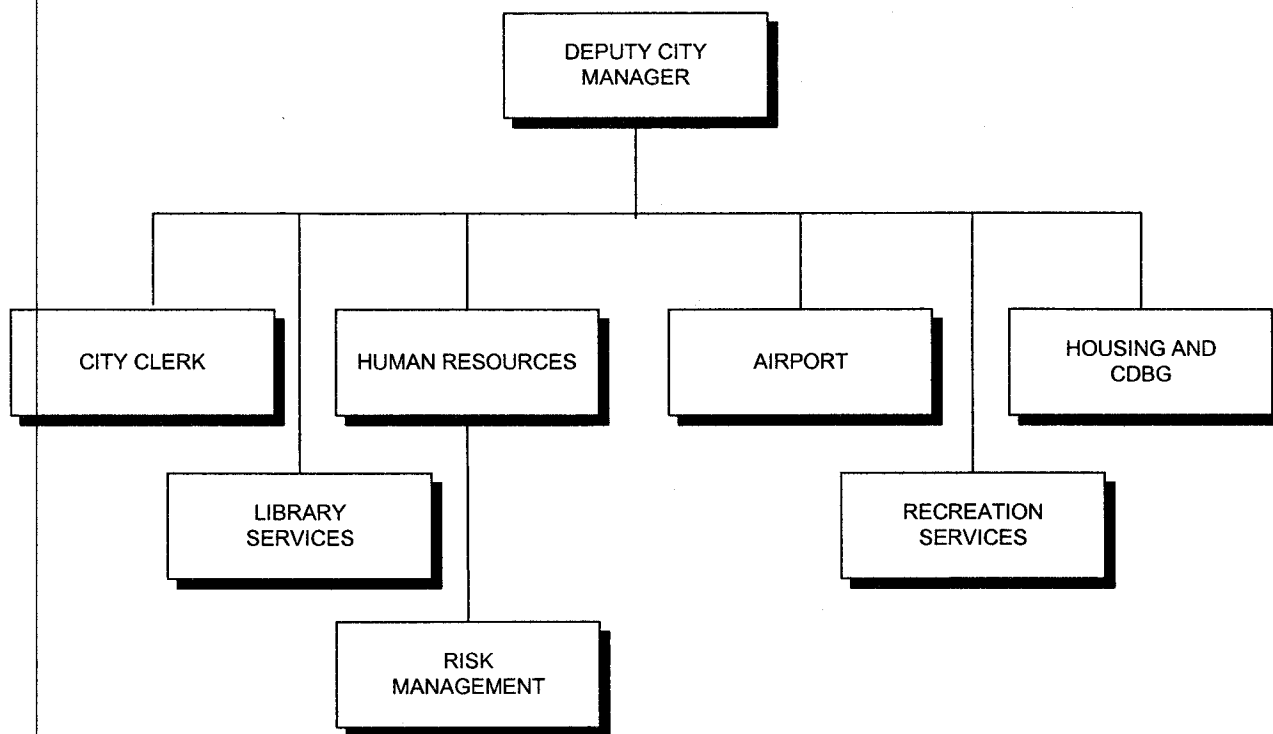 DEPUTY CITY
MANAGER
CITY CLERK
HUMAN RESOURCES
AIRPORT
HOUSING AND
CDBG
LIBRARY
SERVICES
RECREATION
SERVICES
RISK
MANAGEMENT